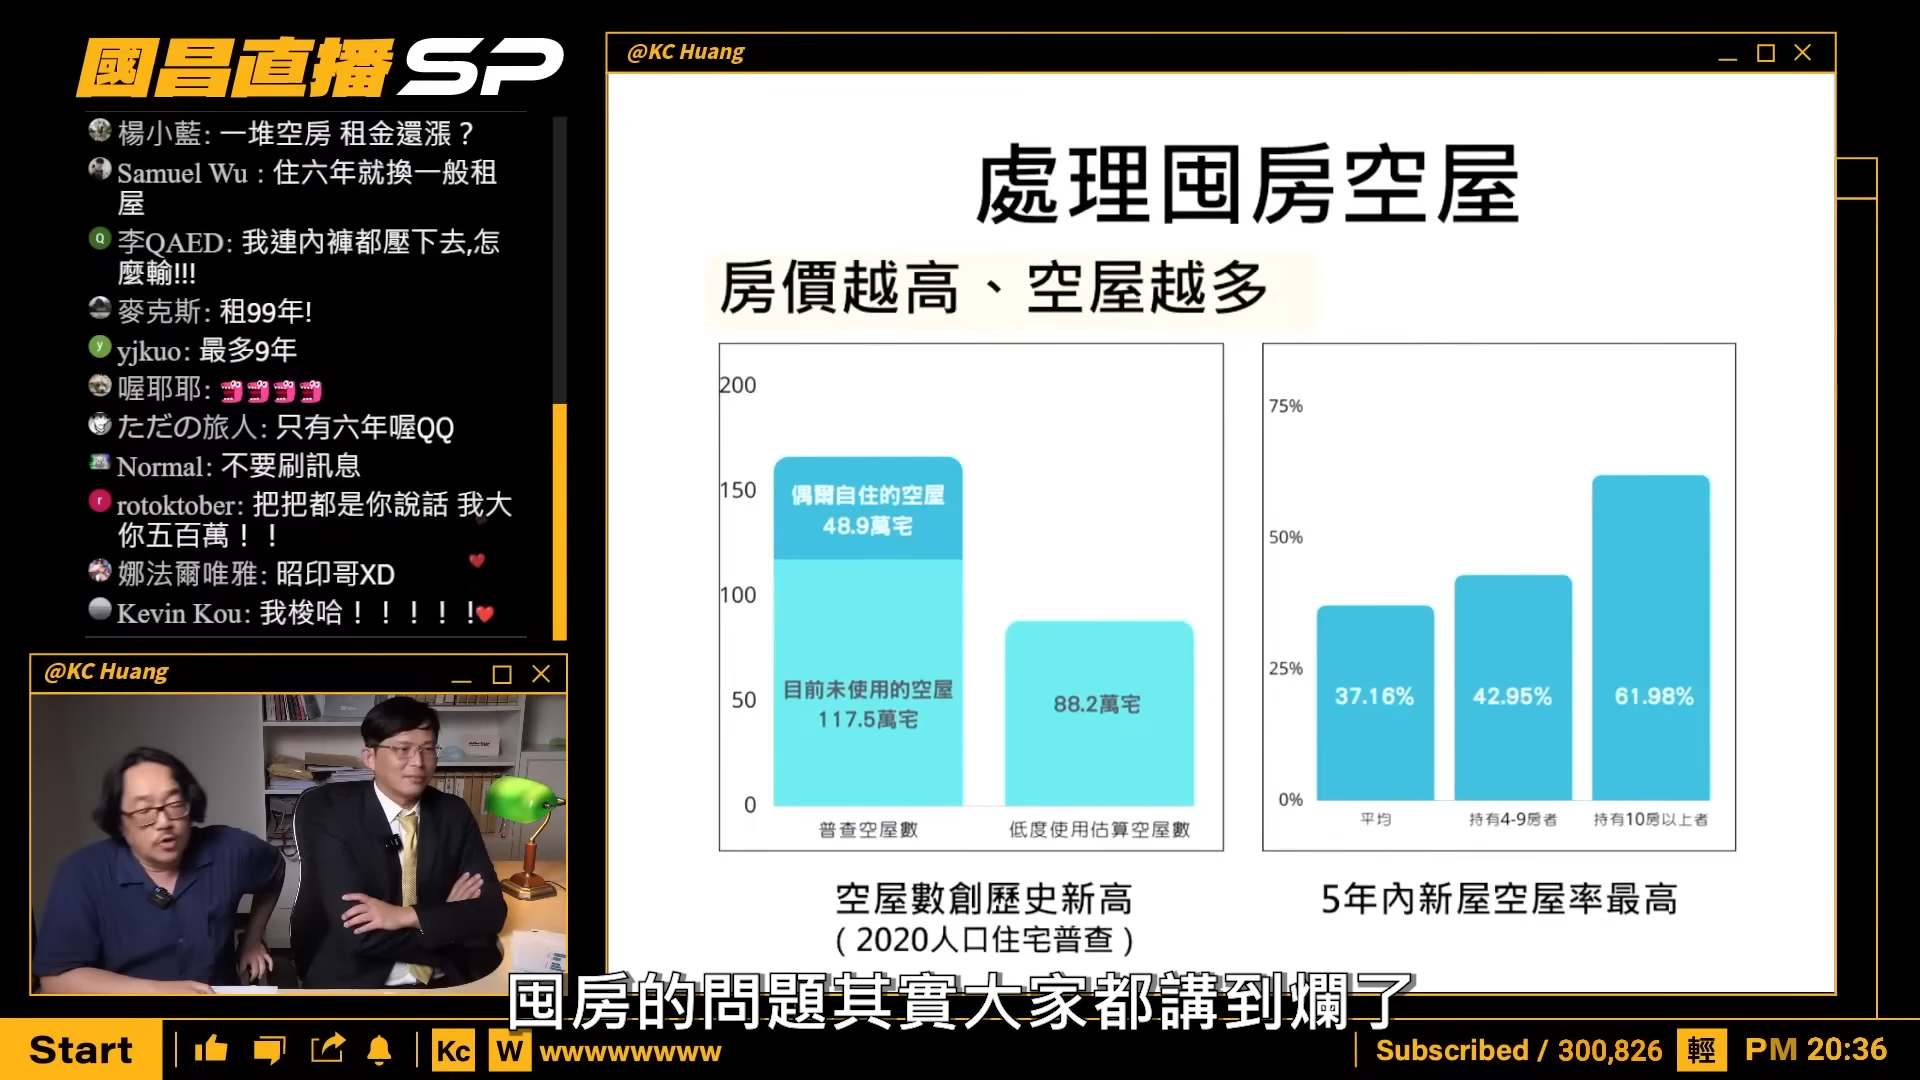 國昌直播SP
楊小藍: 一堆空房 租金還漲？
Samuel Wu : 住六年就換一般租
屋
Q 李QAED: 我連內褲都壓下去,怎
麼輸!!!
麥克斯: 租99年!
y yjkuo: 最多9年
喔耶耶:
ただの旅人: 只有六年喔QQ
Normal: 不要刷訊息
r rotoktober: 把把都是你說話 我大
你五百萬！！
娜法爾唯雅: 昭印哥XD
Kevin Kou: 我梭哈！！！！！!
@KC Huang
@KC Huang
處理囤房空屋
房價越高、空屋越多
200
150
100
50
0
偶爾自住的空屋
48.9萬宅
目前未使用的空屋
117.5萬宅
88.2萬宅
普查空屋數
低度使用估算空屋數
空屋數創歷史新高
(2020人口住宅普查)
75%
50%
25%
0%
37.16%
42.95%
61.98%
平均
持有4-9房者
持有10房以上者
5年內新屋空屋率最高
囤房的問題其實大家都講到爛了
Start
Kc
W
wwwwwwwww
Subscribed / 300,826
輕
PM 20:36